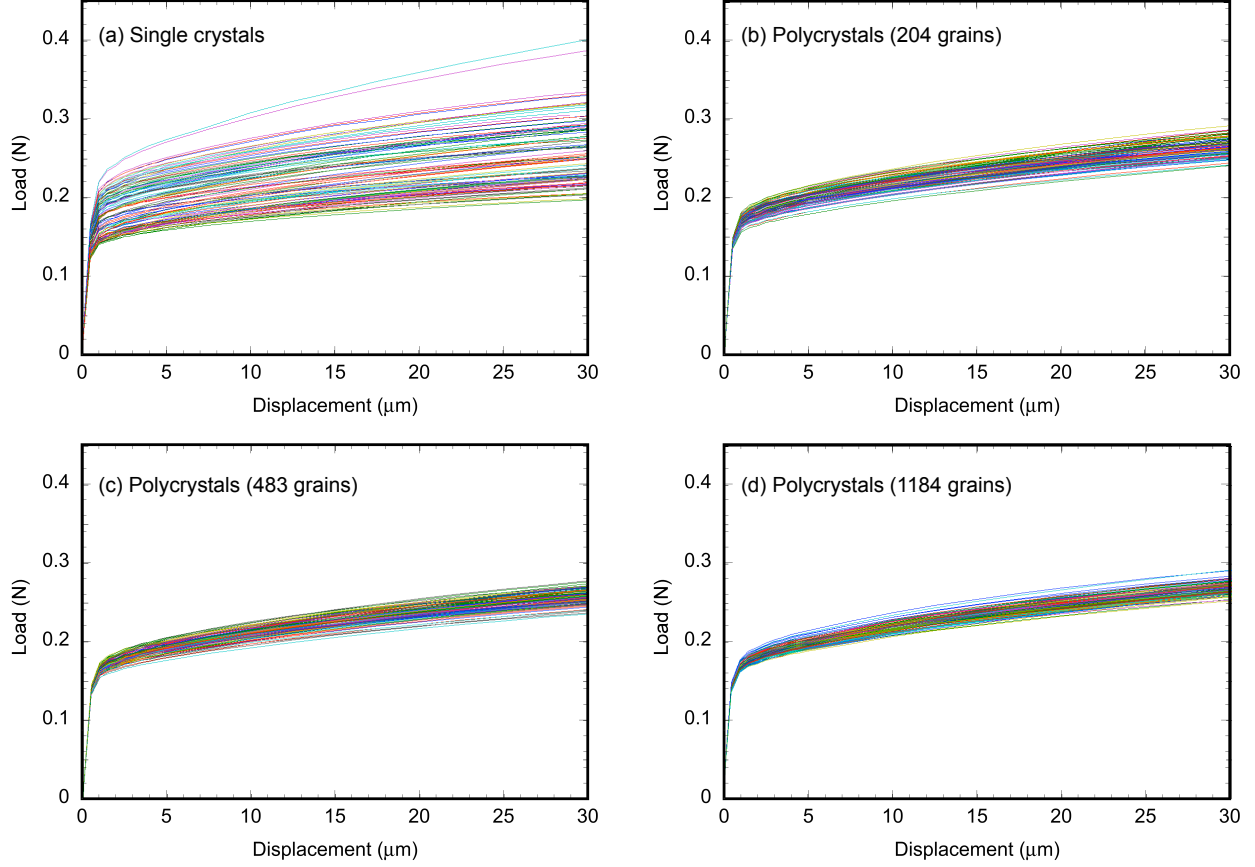 (a) Single crystals
0.4
0.3
0.2
0.1
0
Load (N)
0 5 10 15 20 25 30
Displacement (μm)
(b) Polycrystals (204 grains)
0.4
0.3
0.2
0.1
0
Load (N)
0 5 10 15 20 25 30
Displacement (μm)
(c) Polycrystals (483 grains)
0.4
0.3
0.2
0.1
0
Load (N)
0 5 10 15 20 25 30
Displacement (μm)
(d) Polycrystals (1184 grains)
0.4
0.3
0.2
0.1
0
Load (N)
0 5 10 15 20 25 30
Displacement (μm)